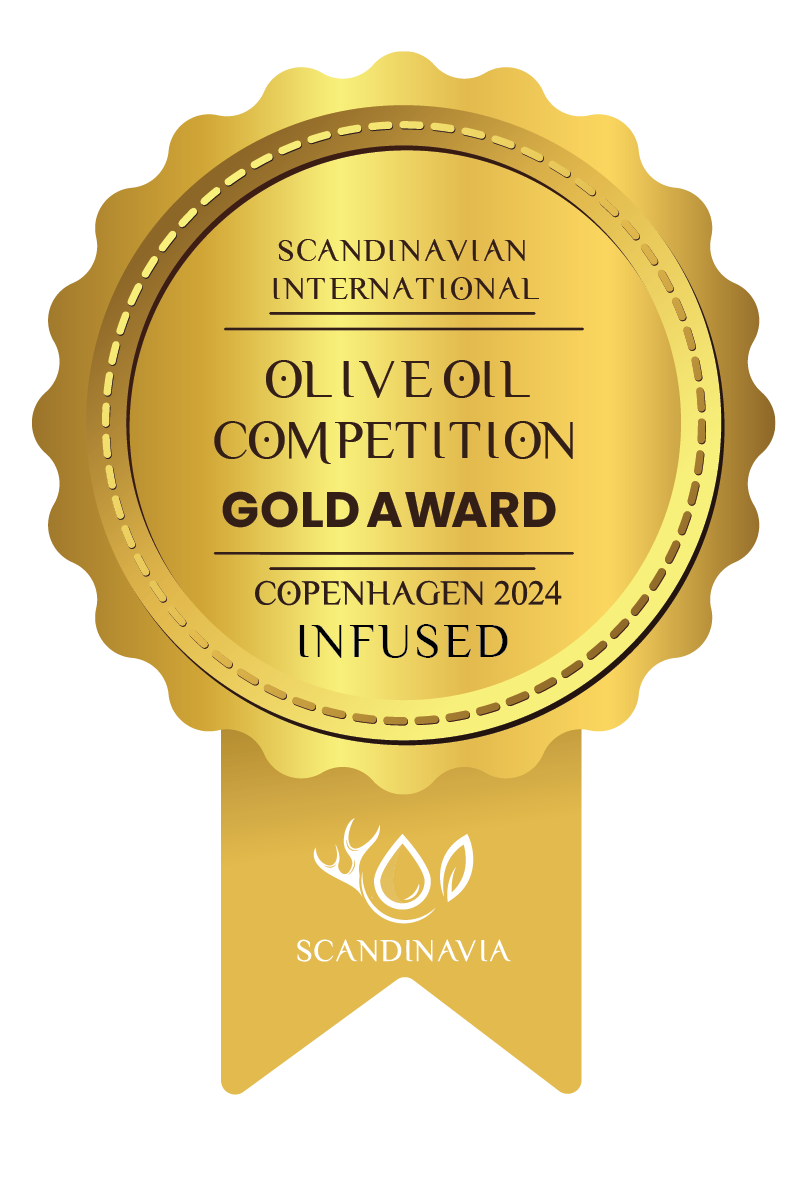 SCANDINAVIAN
INTERNATIONAL
OLIVE OIL
COMPETITION
GOLD AWARD
COPENHAGEN 2024
INFUSED
SCANDINAVIA